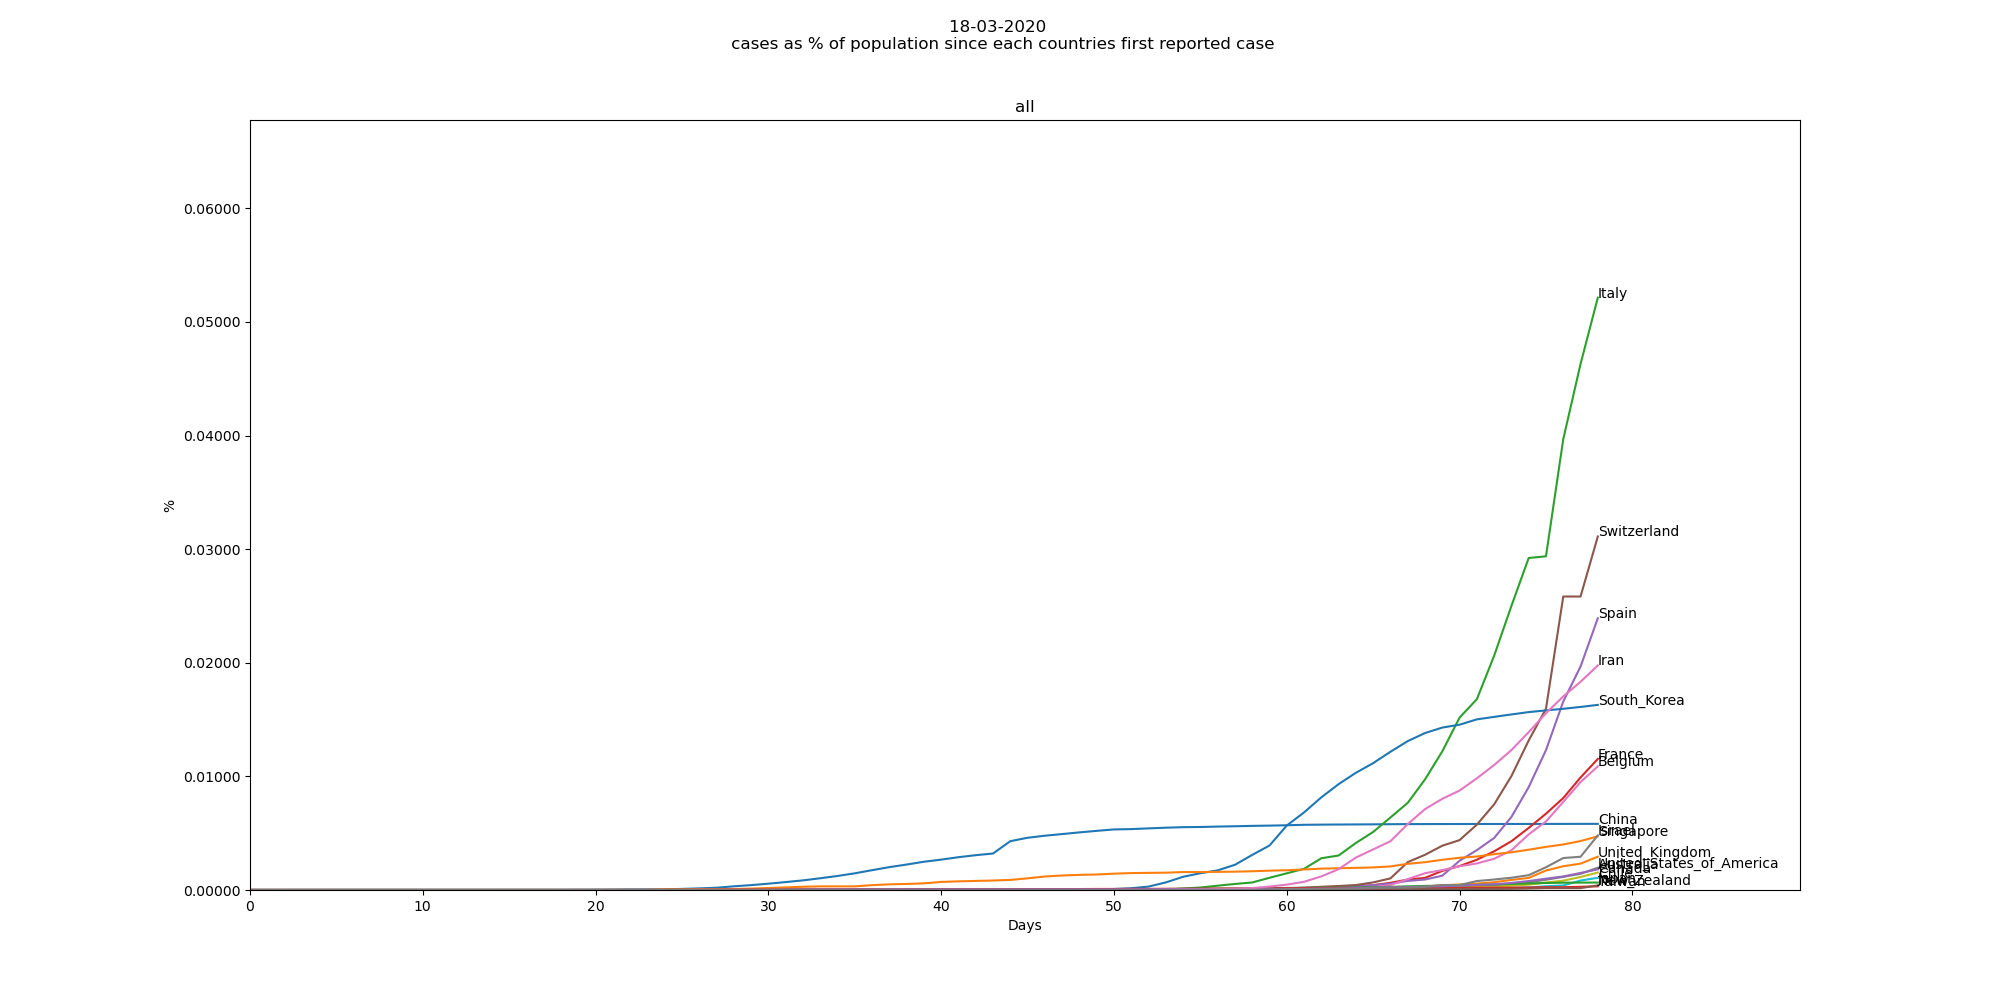 18-03-2020
cases as % of population since each countries first reported case
all
0.06000
0.05000
0.04000
0.03000
0.02000
0.01000
0.00000
%
0
10
20
30
40
50
60
70
80
Days
Italy
Switzerland
Spain
Iran
South_Korea
France
Belgium
China
Israel
Singapore
United_Kingdom
United_States_of_America
Canada
New_Zealand
Taiwan